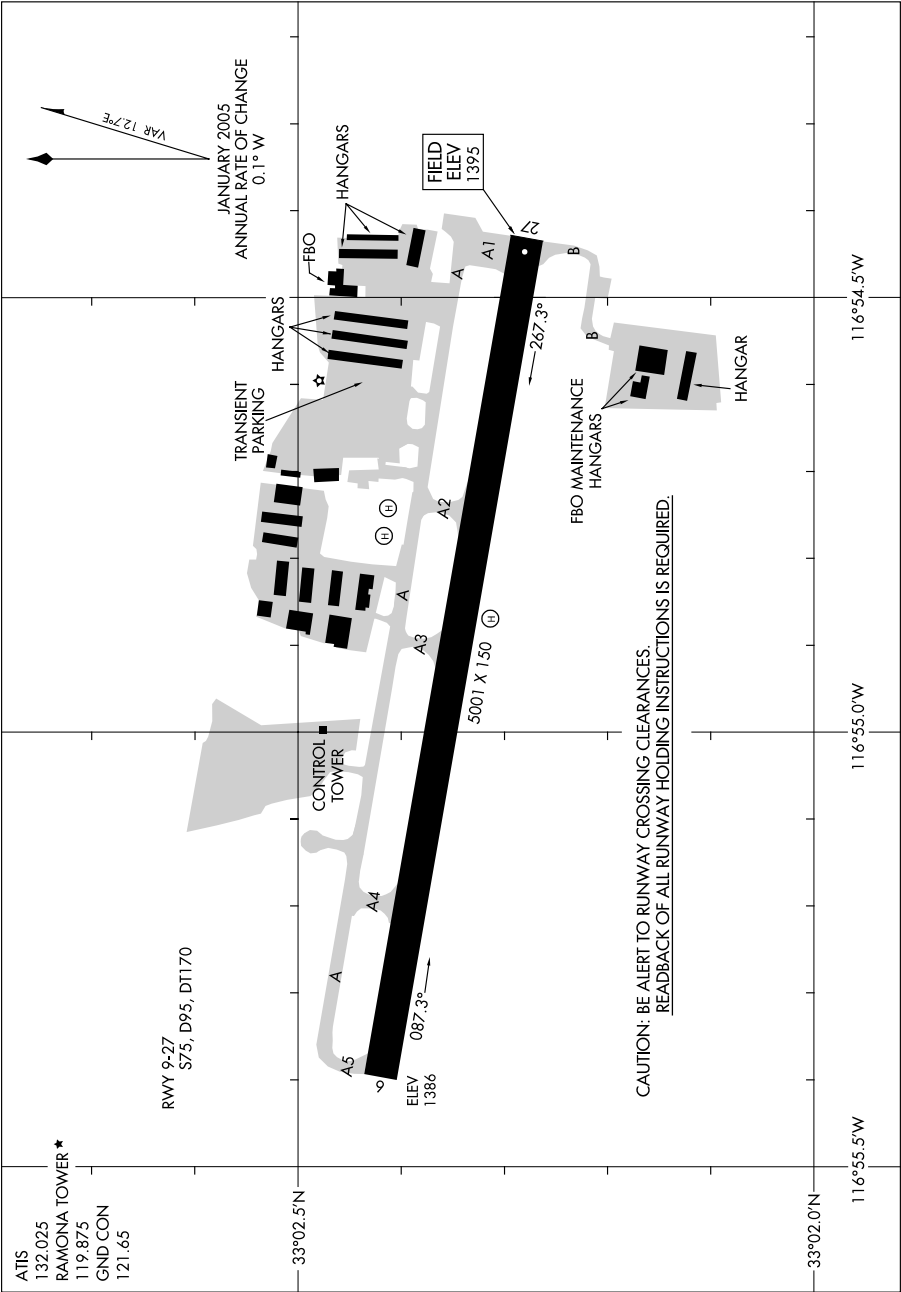 ATIS
132.025
RAMONA TOWER ★
119.875
GND CON
121.65
RWY 9-27
S75, D95, DT170
VAR 12.7°E
JANUARY 2005
ANNUAL RATE OF CHANGE
0.1° W
HANGARS
FBO
HANGARS
TRANSIENT
PARKING
FIELD
ELEV
1395
CONTROL
TOWER
A
A1
27
B
B
A2
A
A3
A4
A
A5
9
ELEV
1386
087.3°
5001 X 150
267.3°
H
H
H
FBO MAINTENANCE
HANGARS
HANGAR
CAUTION: BE ALERT TO RUNWAY CROSSING CLEARANCES.
READBACK OF ALL RUNWAY HOLDING INSTRUCTIONS IS REQUIRED.
33°02.5'N
33°02.0'N
116°55.5'W
116°55.0'W
116°54.5'W